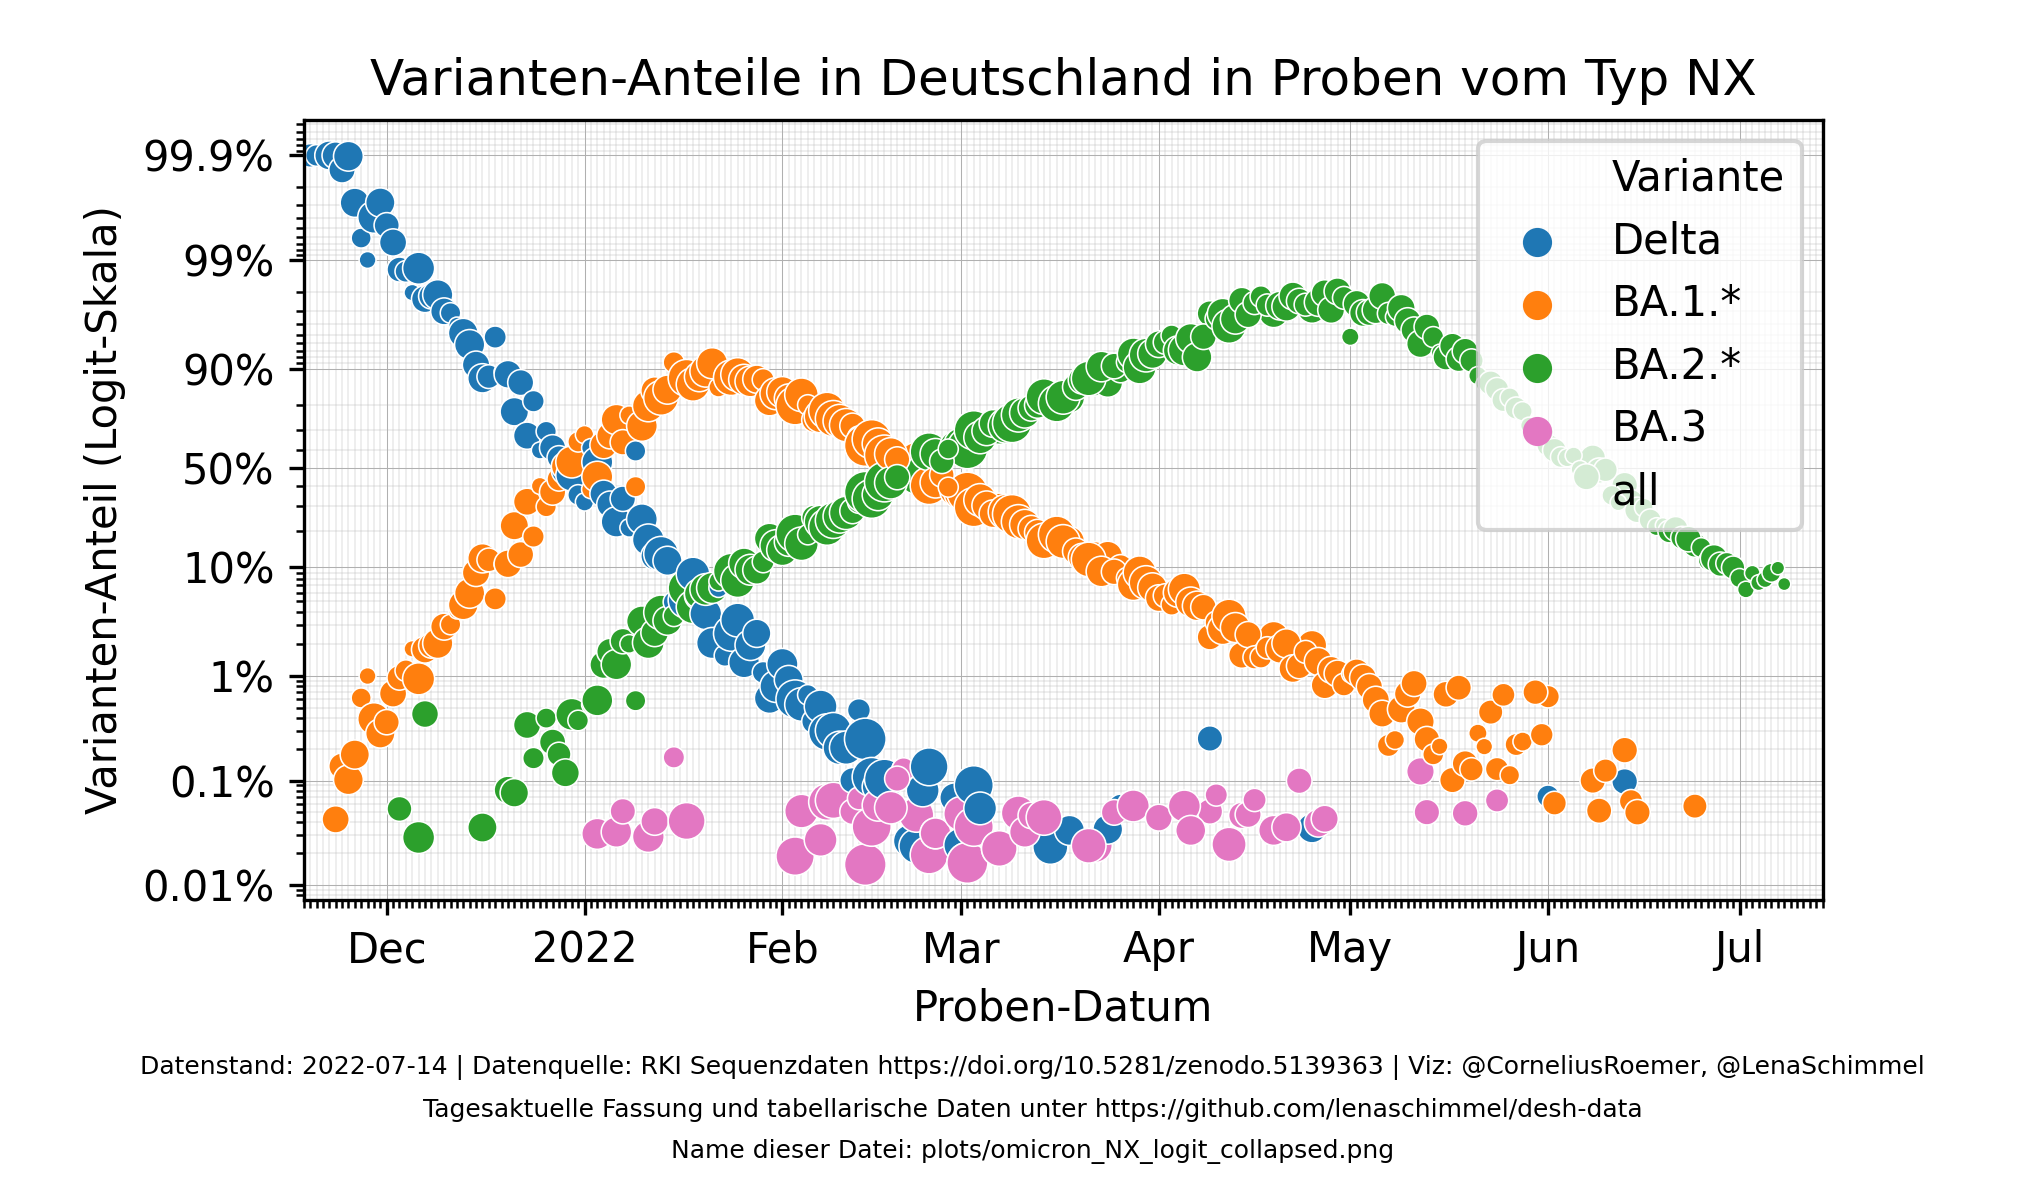 Varianten-Anteile in Deutschland in Proben vom Typ NX
Varianten-Anteil (Logit-Skala)
99.9%
99%
90%
50%
10%
1%
0.1%
0.01%
Variante
Delta
BA.1.*
BA.2.*
BA.3
all
Dec 2022 Feb Mar Apr May Jun Jul
Proben-Datum
Datenstand: 2022-07-14 | Datenquelle: RKI Sequenzdaten https://doi.org/10.5281/zenodo.5139363 | Viz: @CorneliusRoemer, @LenaSchimmel
Tagesaktuelle Fassung und tabellarische Daten unter https://github.com/lenaschimmel/desh-data
Name dieser Datei: plots/omicron_NX_logit_collapsed.png